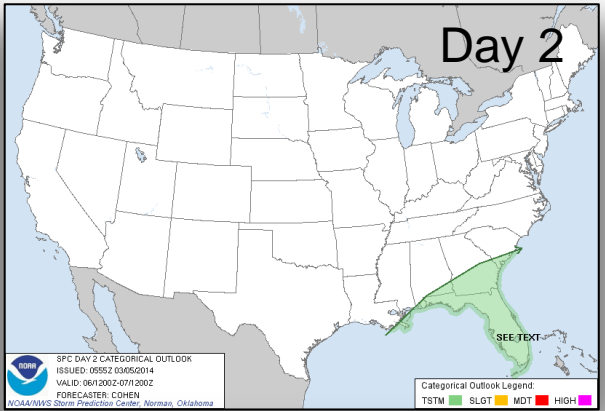 Day 2
SEE TEXT
NOAA
SPC DAY 2 CATEGORICAL OUTLOOK
ISSUED: 0555Z 03/05/2014
VALID: 06/1200Z-07/1200Z
FORECASTER: COHEN
NOAA/NWS Storm Prediction Center, Norman, Oklahoma
Categorical Outlook Legend:
TSTM SLGT MDT HIGH